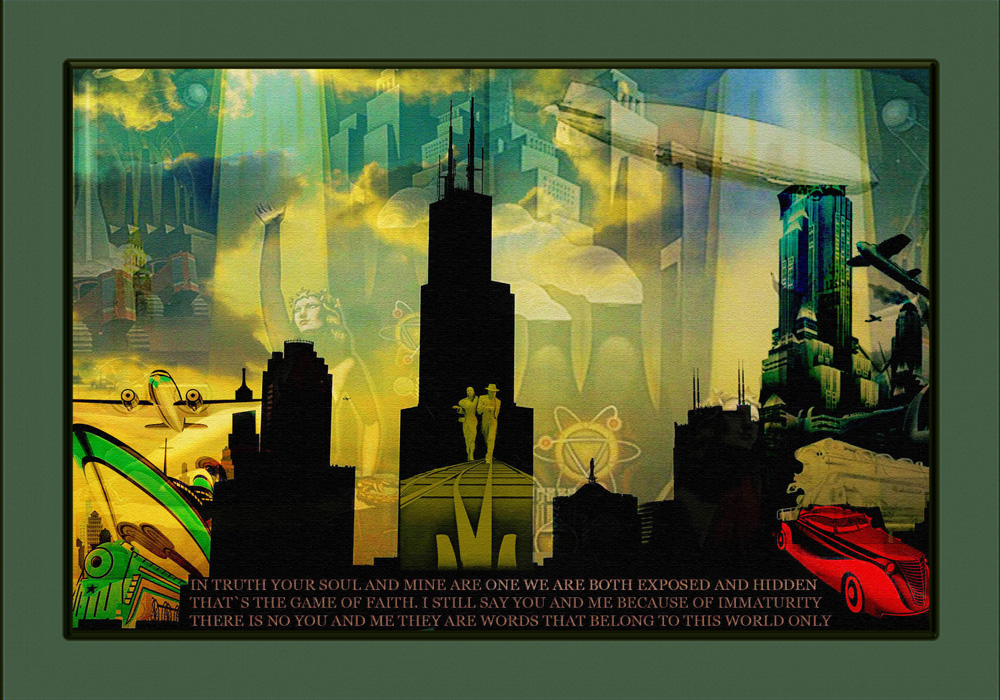 IN TRUTH YOUR SOUL AND MINE ARE ONE WE ARE BOTH EXPOSED AND HIDDEN
THAT`S THE GAME OF FAITH. I STILL SAY YOU AND ME BECAUSE OF IMMATURITY
THERE IS NO YOU AND ME THEY ARE WORDS THAT BELONG TO THIS WORLD ONLY